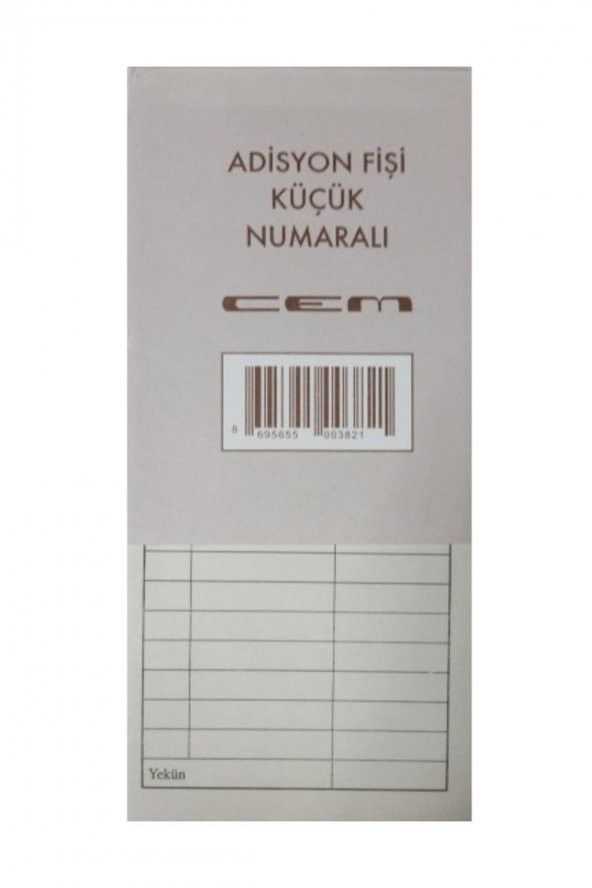 ADİSYON FİŞİ
KÜÇÜK
NUMARALI
CEM
8 695655 003821
Yekün